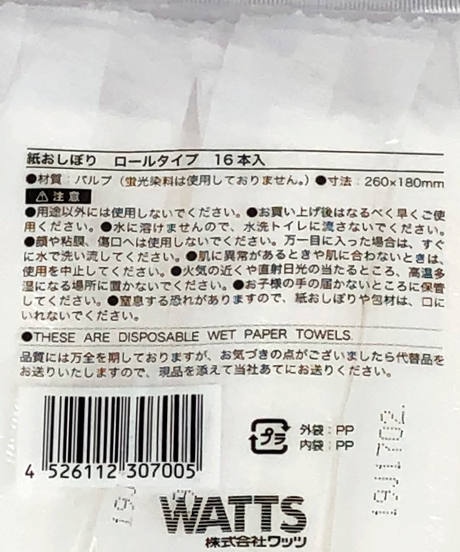 紙おしぼり ロールタイプ 16本入
●材質：パルプ（蛍光染料は使用しておりません。）●寸法：260×180mm
⚠注意
●用途以外には使用しないでください。●お買い上げ後はなるべく早くご使
用ください。●水に溶けませんので、水洗トイレに流さないでください。
●顔や粘膜、傷口へは使用しないでください。万一目に入った場合は、すぐ
に水で洗い流してください。●肌に異常があるときや肌に合わないときは、
使用を中止してください。●火気の近くや直射日光の当たるところ、高温多
湿になる場所に置かないでください。●お子様の手の届かないところに保管
してください。●窒息する恐れがありますので、紙おしぼりや包材は、口に
いれないでください。
●THESE ARE DISPOSABLE WET PAPER TOWELS.
品質には万全を期しておりますが、お気づきの点がございましたら代替品を
お送りいたしますので、現品を添えて当社あてにお送りください。
4 526112 307005
プラ
外袋：PP
内袋：PP
WATTS
株式会社ワッツ